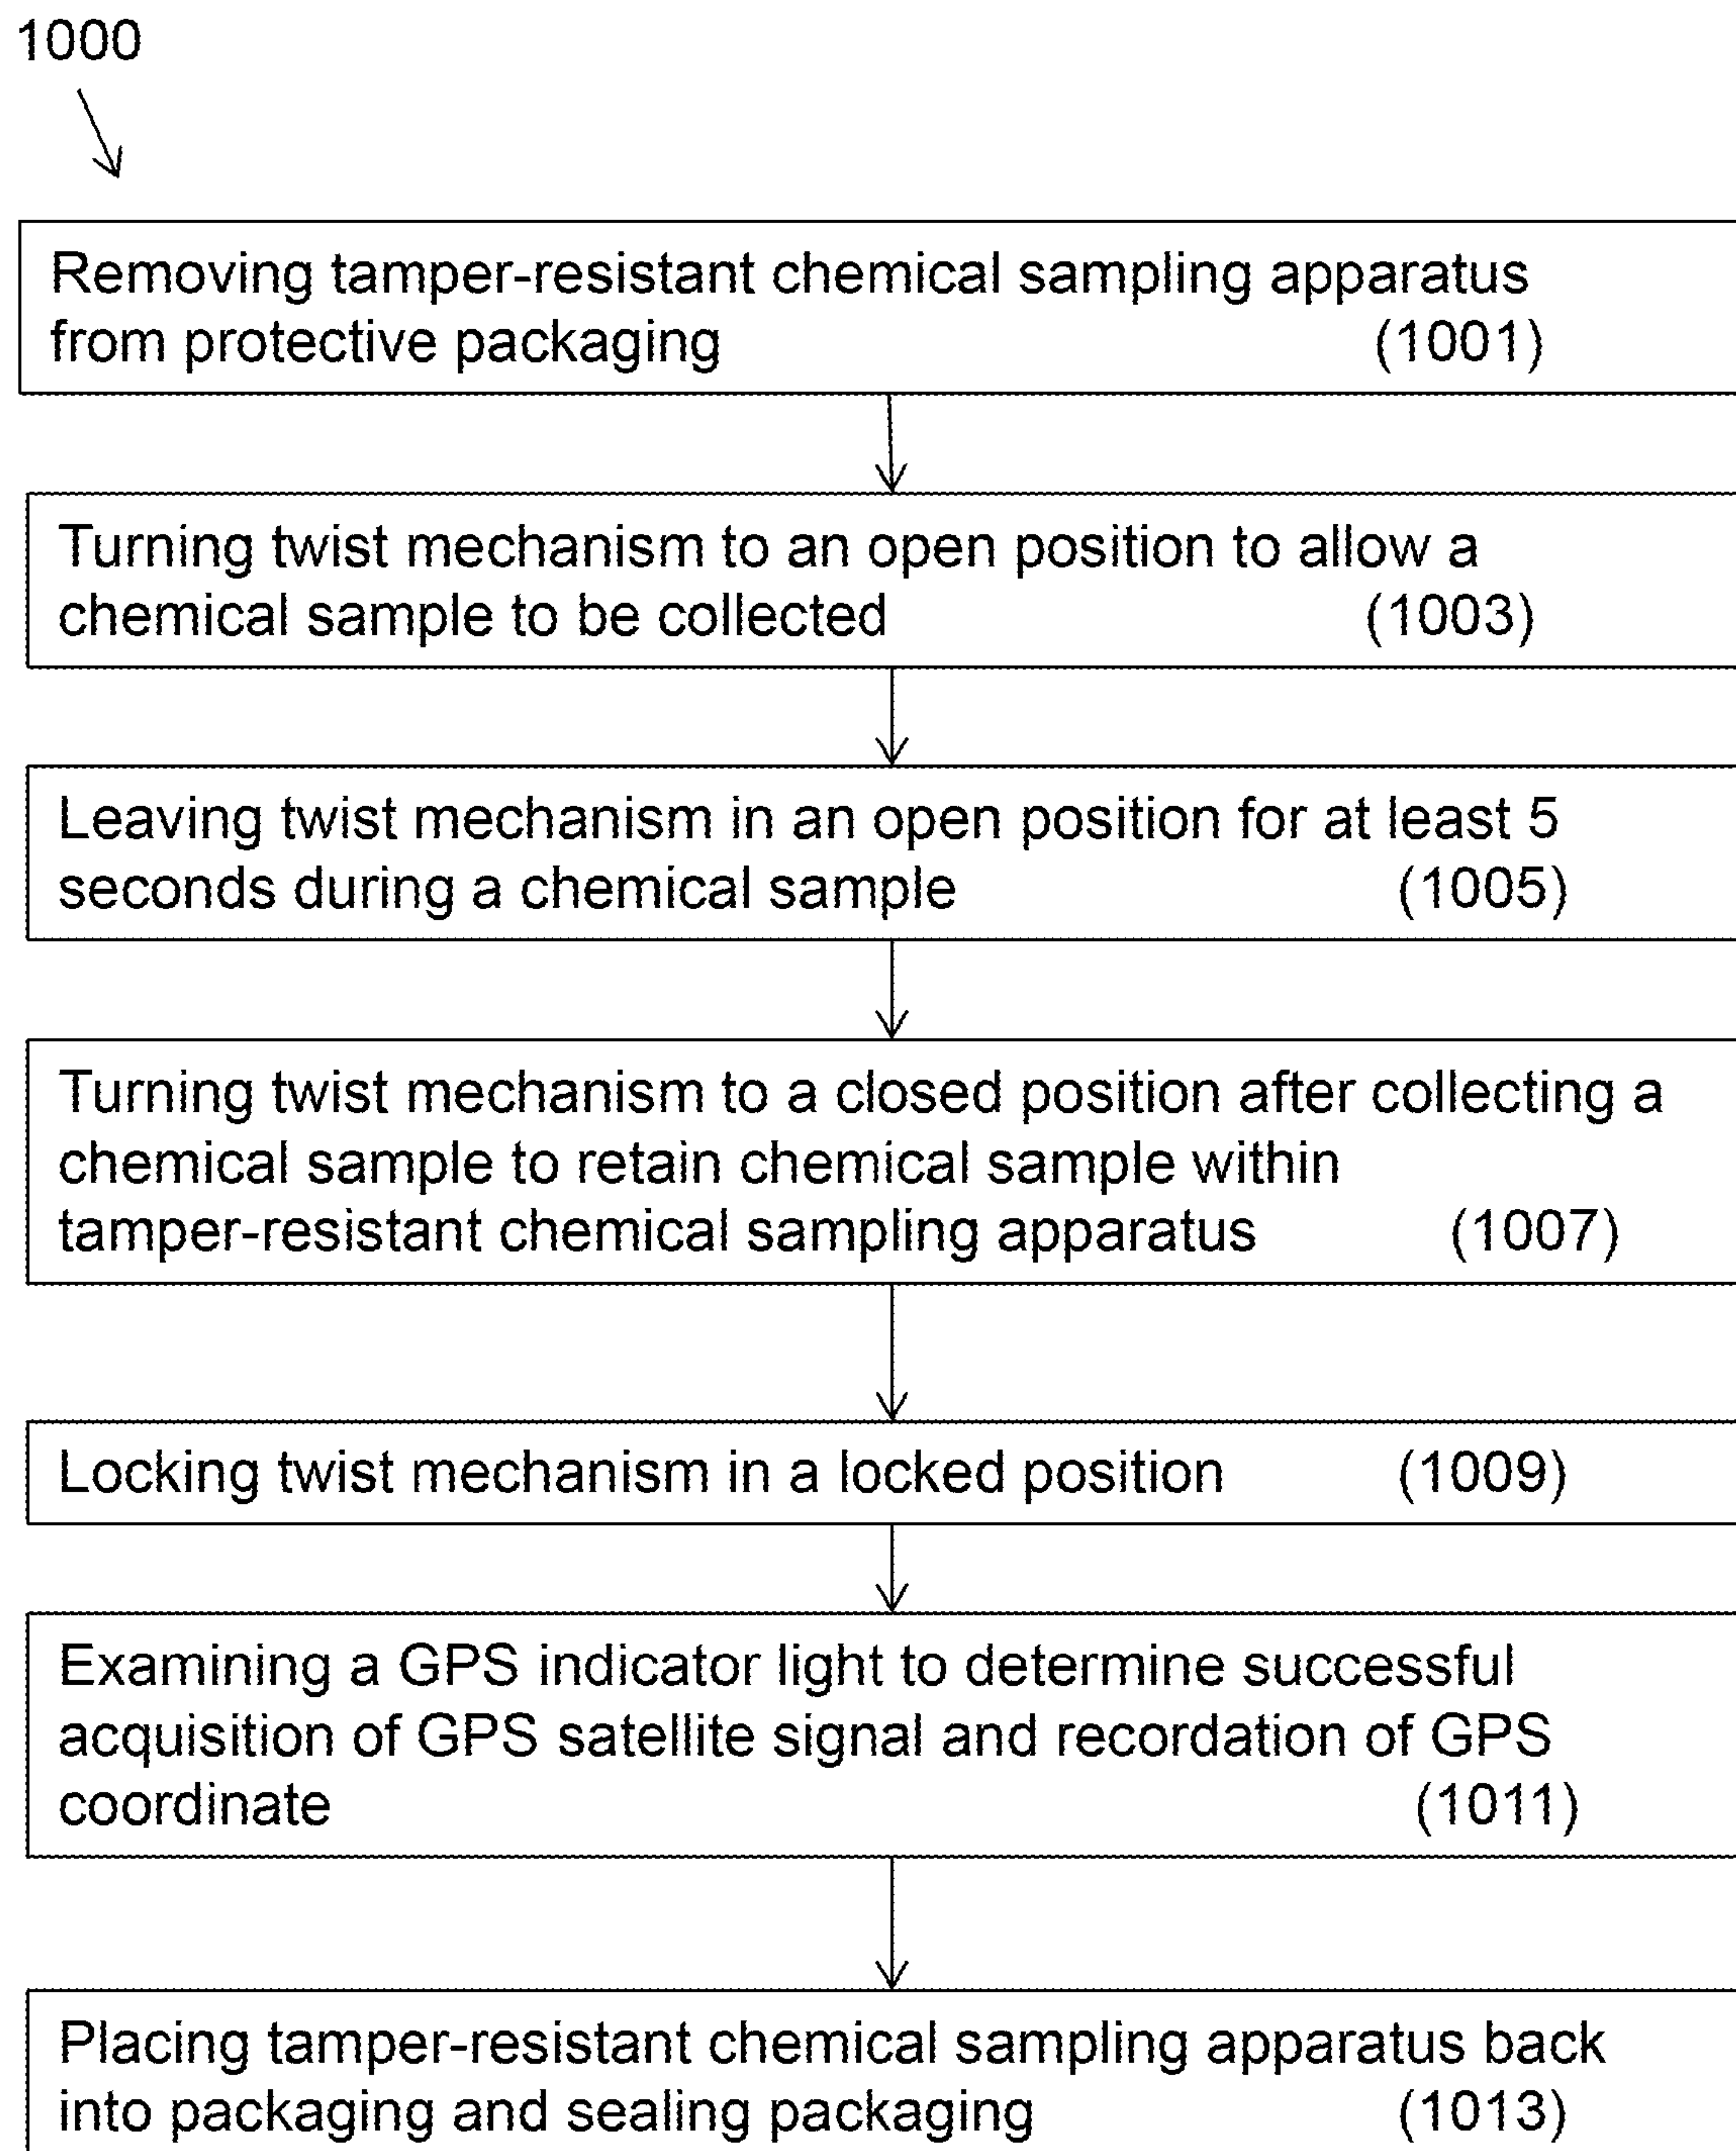 1000
Removing tamper-resistant chemical sampling apparatus
from protective packaging (1001)
Turning twist mechanism to an open position to allow a
chemical sample to be collected (1003)
Leaving twist mechanism in an open position for at least 5
seconds during a chemical sample (1005)
Turning twist mechanism to a closed position after collecting a
chemical sample to retain chemical sample within
tamper-resistant chemical sampling apparatus (1007)
Locking twist mechanism in a locked position (1009)
Examining a GPS indicator light to determine successful
acquisition of GPS satellite signal and recordation of GPS
coordinate (1011)
Placing tamper-resistant chemical sampling apparatus back
into packaging and sealing packaging (1013)